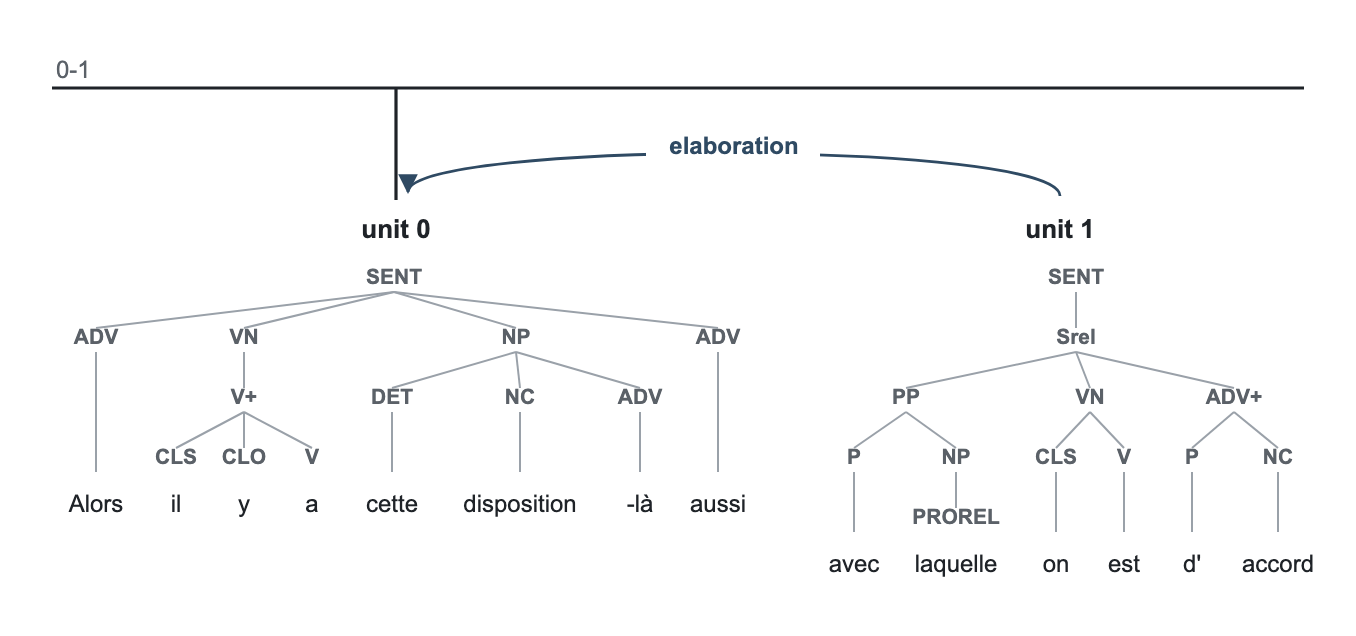 0-1
elaboration
unit 0 unit 1
SENT SENT
ADV VN NP ADV Srel
V+ DET NC ADV PP VN ADV+
CLS CLO V P NP CLS V P NC
Alors il y a cette disposition -là aussi
PROREL
avec laquelle on est d' accord